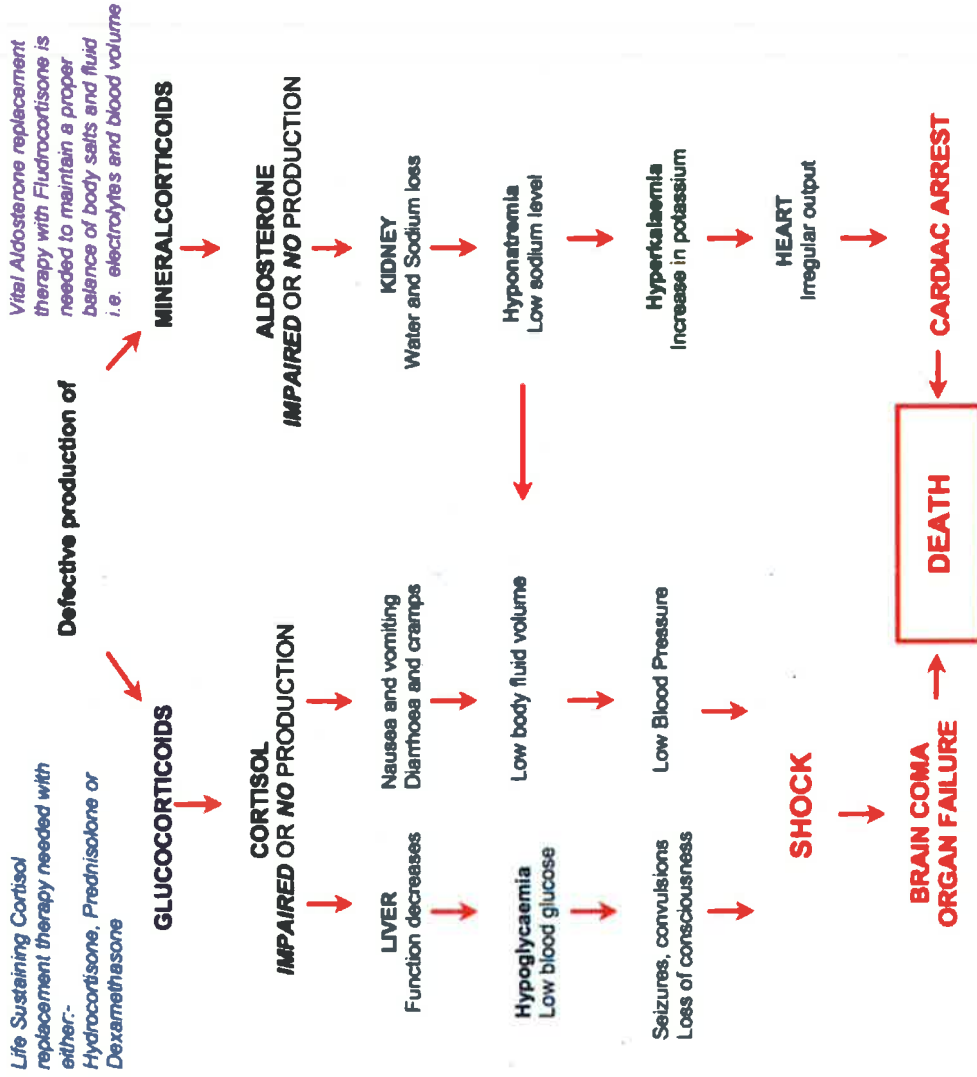 Life Sustaining Cortisol
replacement therapy needed with
either:-
Hydrocortisone, Prednisolone or
Dexamethasone
Defective production of
Vital Aldosterone replacement
therapy with Fludrocortisone is
needed to maintain a proper
balance of body salts and fluid
i.e. electrolytes and blood volume
GLUCOCORTICOIDS
MINERALCORTICOIDS
CORTISOL
IMPAIRED OR NO PRODUCTION
ALDOSTERONE
IMPAIRED OR NO PRODUCTION
LIVER
Function decreases
Nausea and vomiting
Diarrhoea and cramps
KIDNEY
Water and Sodium loss
Hypoglycaemia
Low blood glucose
Low body fluid volume
Hyponatremia
Low sodium level
Seizures, convulsions
Loss of consciousness
Low Blood Pressure
Hyperkalaemia
Increase in potassium
HEART
Irregular output
SHOCK
BRAIN COMA
ORGAN FAILURE
DEATH
CARDIAC ARREST